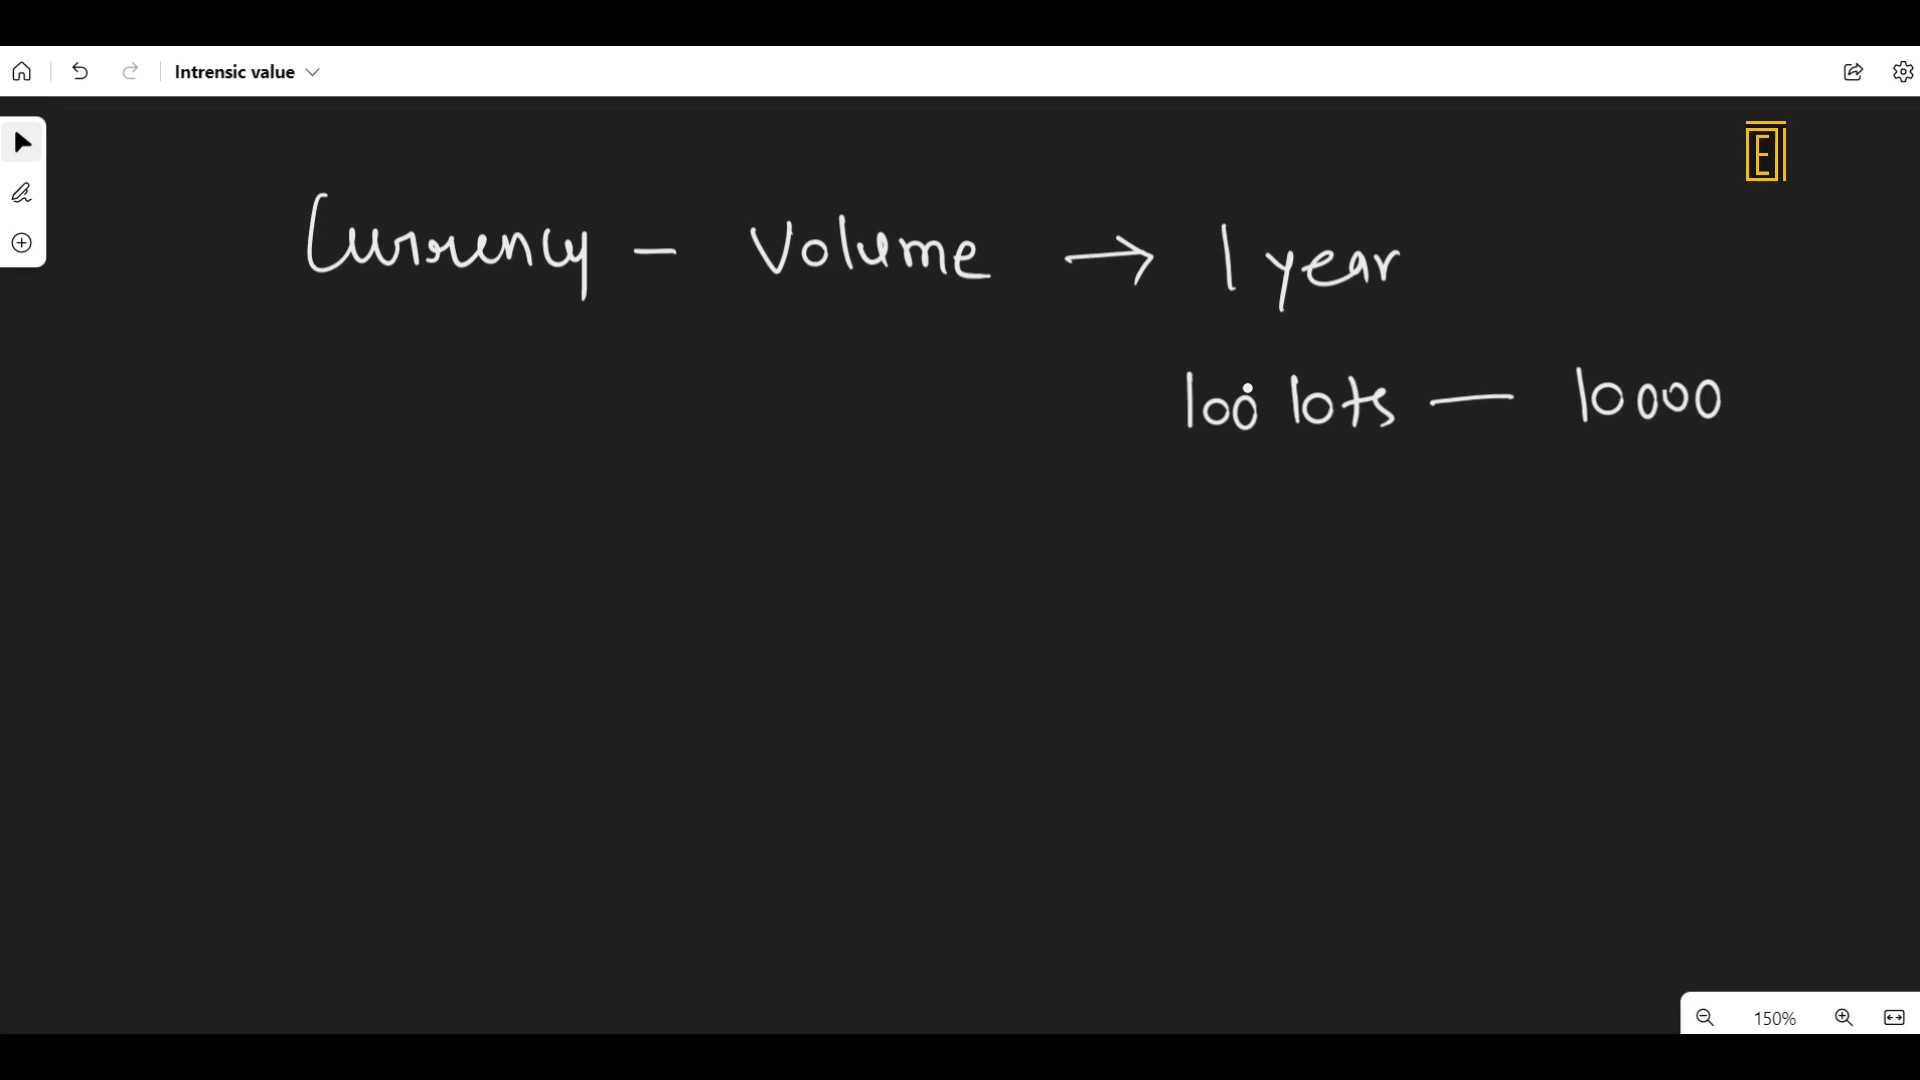 Intrensic value
E
Currency - Volume → 1 year
100 lots — 10000
150%